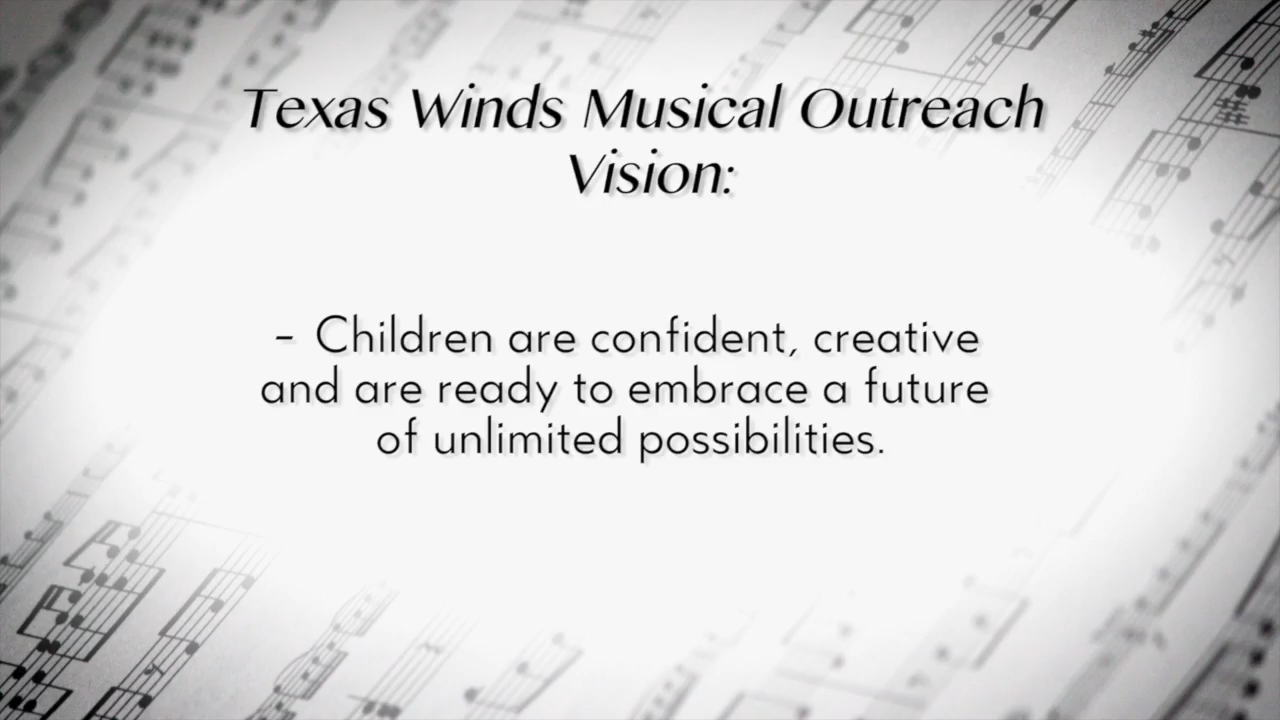 Texas Winds Musical Outreach
Vision:
- Children are confident, creative
and are ready to embrace a future
of unlimited possibilities.